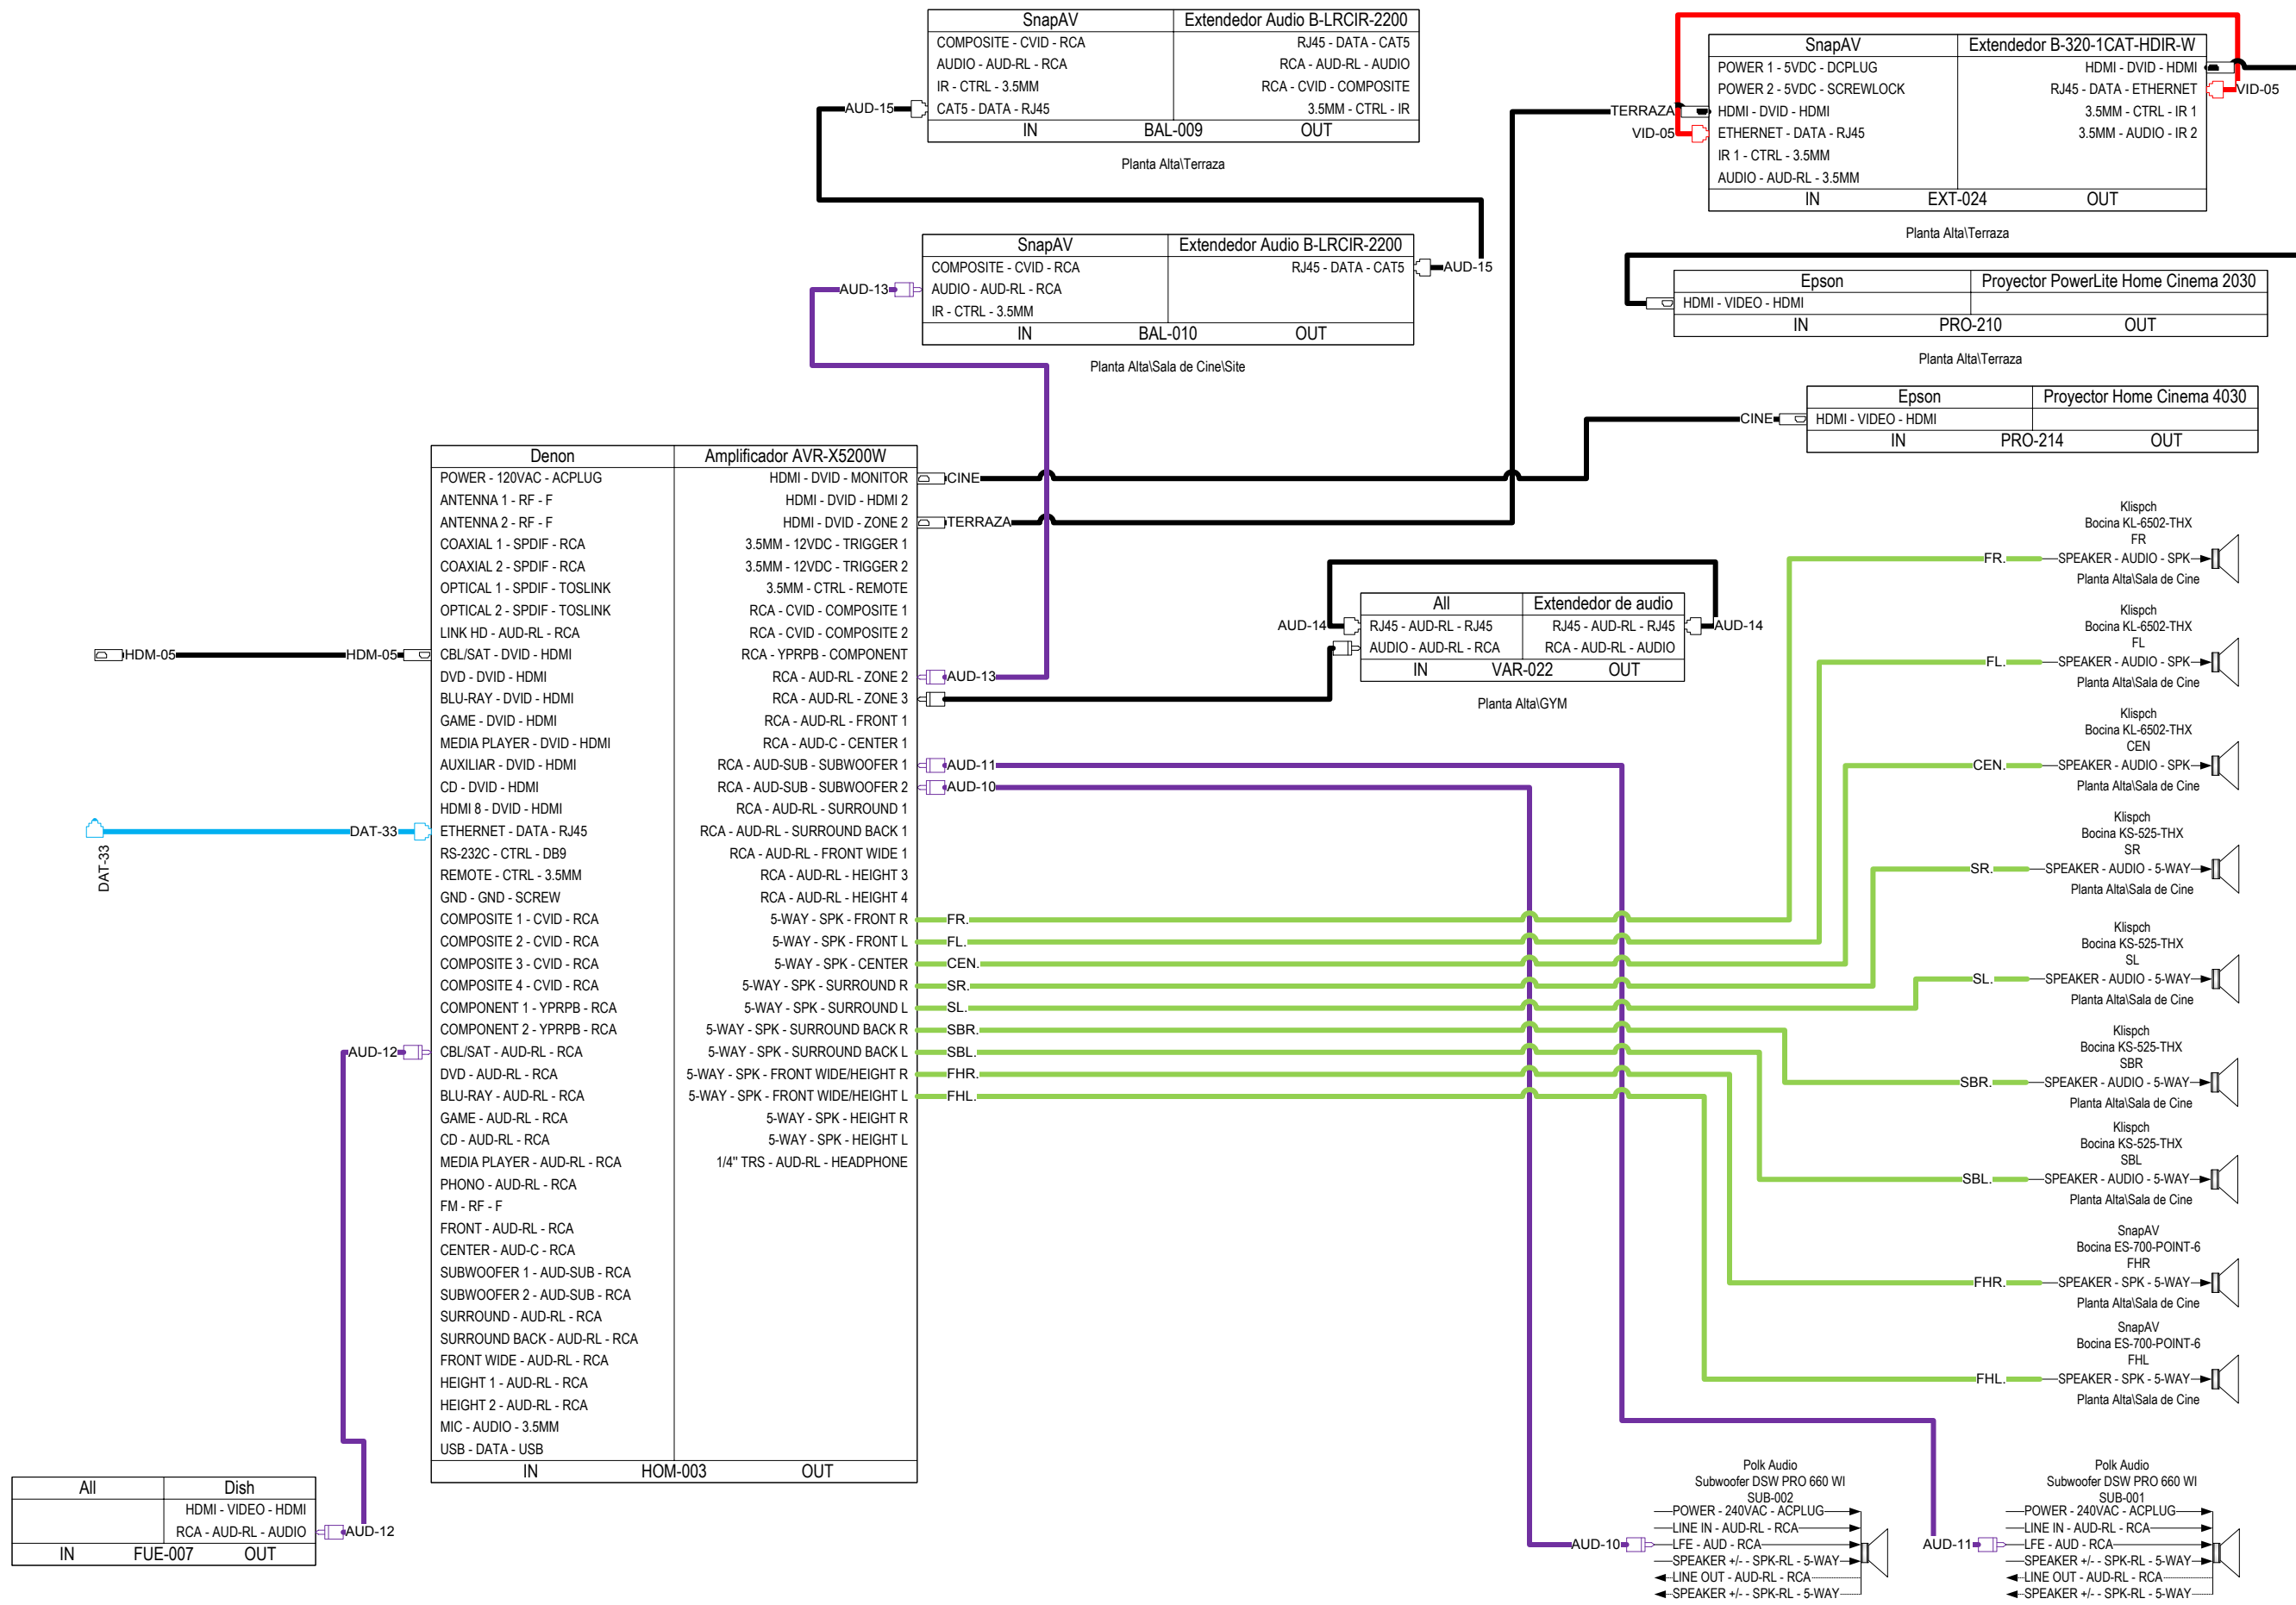 SnapAV Extendedor Audio B-LRCIR-2200
COMPOSITE - CVID - RCA RJ45 - DATA - CAT5
AUDIO - AUD-RL - RCA RCA - AUD-RL - AUDIO
IR - CTRL - 3.5MM RCA - CVID - COMPOSITE
AUD-15 CAT5 - DATA - RJ45 3.5MM - CTRL - IR
IN BAL-009 OUT
Planta Alta\Terraza
SnapAV Extendedor B-320-1CAT-HDIR-W
POWER 1 - 5VDC - DCPLUG HDMI - DVID - HDMI
POWER 2 - 5VDC - SCREWLOCK RJ45 - DATA - ETHERNET VID-05
TERRAZA HDMI - DVID - HDMI 3.5MM - CTRL - IR 1
VID-05 ETHERNET - DATA - RJ45 3.5MM - AUDIO - IR 2
IR 1 - CTRL - 3.5MM
AUDIO - AUD-RL - 3.5MM
IN EXT-024 OUT
Planta Alta\Terraza
SnapAV Extendedor Audio B-LRCIR-2200
COMPOSITE - CVID - RCA RJ45 - DATA - CAT5 AUD-15
AUD-13 AUDIO - AUD-RL - RCA
IR - CTRL - 3.5MM
IN BAL-010 OUT
Planta Alta\Sala de Cine\Site
Epson Proyector PowerLite Home Cinema 2030
HDMI - VIDEO - HDMI
IN PRO-210 OUT
Planta Alta\Terraza
Epson Proyector Home Cinema 4030
CINE HDMI - VIDEO - HDMI
IN PRO-214 OUT
Denon Amplificador AVR-X5200W
POWER - 120VAC - ACPLUG HDMI - DVID - MONITOR CINE
ANTENNA 1 - RF - F HDMI - DVID - HDMI 2
ANTENNA 2 - RF - F HDMI - DVID - ZONE 2 TERRAZA
COAXIAL 1 - SPDIF - RCA 3.5MM - 12VDC - TRIGGER 1
COAXIAL 2 - SPDIF - RCA 3.5MM - 12VDC - TRIGGER 2
OPTICAL 1 - SPDIF - TOSLINK 3.5MM - CTRL - REMOTE
OPTICAL 2 - SPDIF - TOSLINK RCA - CVID - COMPOSITE 1
LINK HD - AUD-RL - RCA RCA - CVID - COMPOSITE 2
HDM-05 HDM-05 CBL/SAT - DVID - HDMI RCA - YPRPB - COMPONENT
DVD - DVID - HDMI RCA - AUD-RL - ZONE 2 AUD-13
BLU-RAY - DVID - HDMI RCA - AUD-RL - ZONE 3
GAME - DVID - HDMI RCA - AUD-RL - FRONT 1
MEDIA PLAYER - DVID - HDMI RCA - AUD-C - CENTER 1
AUXILIAR - DVID - HDMI RCA - AUD-SUB - SUBWOOFER 1 AUD-11
CD - DVID - HDMI RCA - AUD-SUB - SUBWOOFER 2 AUD-10
HDMI 8 - DVID - HDMI RCA - AUD-RL - SURROUND 1
DAT-33 DAT-33 ETHERNET - DATA - RJ45 RCA - AUD-RL - SURROUND BACK 1
RS-232C - CTRL - DB9 RCA - AUD-RL - FRONT WIDE 1
REMOTE - CTRL - 3.5MM RCA - AUD-RL - HEIGHT 3
GND - GND - SCREW RCA - AUD-RL - HEIGHT 4
COMPOSITE 1 - CVID - RCA 5-WAY - SPK - FRONT R FR.
COMPOSITE 2 - CVID - RCA 5-WAY - SPK - FRONT L FL.
COMPOSITE 3 - CVID - RCA 5-WAY - SPK - CENTER CEN.
COMPOSITE 4 - CVID - RCA 5-WAY - SPK - SURROUND R SR.
COMPONENT 1 - YPRPB - RCA 5-WAY - SPK - SURROUND L SL.
COMPONENT 2 - YPRPB - RCA 5-WAY - SPK - SURROUND BACK R SBR.
AUD-12 CBL/SAT - AUD-RL - RCA 5-WAY - SPK - SURROUND BACK L SBL.
DVD - AUD-RL - RCA 5-WAY - SPK - FRONT WIDE/HEIGHT R FHR.
BLU-RAY - AUD-RL - RCA 5-WAY - SPK - FRONT WIDE/HEIGHT L FHL.
GAME - AUD-RL - RCA 5-WAY - SPK - HEIGHT R
CD - AUD-RL - RCA 5-WAY - SPK - HEIGHT L
MEDIA PLAYER - AUD-RL - RCA 1/4" TRS - AUD-RL - HEADPHONE
PHONO - AUD-RL - RCA
FM - RF - F
FRONT - AUD-RL - RCA
CENTER - AUD-C - RCA
SUBWOOFER 1 - AUD-SUB - RCA
SUBWOOFER 2 - AUD-SUB - RCA
SURROUND - AUD-RL - RCA
SURROUND BACK - AUD-RL - RCA
FRONT WIDE - AUD-RL - RCA
HEIGHT 1 - AUD-RL - RCA
HEIGHT 2 - AUD-RL - RCA
MIC - AUDIO - 3.5MM
USB - DATA - USB
IN HOM-003 OUT
All Extendedor de audio
AUD-14 RJ45 - AUD-RL - RJ45 RJ45 - AUD-RL - RJ45 AUD-14
AUDIO - AUD-RL - RCA RCA - AUD-RL - AUDIO
IN VAR-022 OUT
Planta Alta\GYM
Klispch
Bocina KL-6502-THX
FR
FR. SPEAKER - AUDIO - SPK
Planta Alta\Sala de Cine
Klispch
Bocina KL-6502-THX
FL
FL. SPEAKER - AUDIO - SPK
Planta Alta\Sala de Cine
Klispch
Bocina KL-6502-THX
CEN
CEN. SPEAKER - AUDIO - SPK
Planta Alta\Sala de Cine
Klispch
Bocina KS-525-THX
SR
SR. SPEAKER - AUDIO - 5-WAY
Planta Alta\Sala de Cine
Klispch
Bocina KS-525-THX
SL
SL. SPEAKER - AUDIO - 5-WAY
Planta Alta\Sala de Cine
Klispch
Bocina KS-525-THX
SBR
SBR. SPEAKER - AUDIO - 5-WAY
Planta Alta\Sala de Cine
Klispch
Bocina KS-525-THX
SBL
SBL. SPEAKER - AUDIO - 5-WAY
Planta Alta\Sala de Cine
SnapAV
Bocina ES-700-POINT-6
FHR
FHR. SPEAKER - SPK - 5-WAY
Planta Alta\Sala de Cine
SnapAV
Bocina ES-700-POINT-6
FHL
FHL. SPEAKER - SPK - 5-WAY
Planta Alta\Sala de Cine
All Dish
HDMI - VIDEO - HDMI
RCA - AUD-RL - AUDIO AUD-12
IN FUE-007 OUT
Polk Audio
Subwoofer DSW PRO 660 WI
SUB-002
POWER - 240VAC - ACPLUG
LINE IN - AUD-RL - RCA
AUD-10 LFE - AUD - RCA
SPEAKER +/- - SPK-RL - 5-WAY
LINE OUT - AUD-RL - RCA
SPEAKER +/- - SPK-RL - 5-WAY
Polk Audio
Subwoofer DSW PRO 660 WI
SUB-001
POWER - 240VAC - ACPLUG
LINE IN - AUD-RL - RCA
AUD-11 LFE - AUD - RCA
SPEAKER +/- - SPK-RL - 5-WAY
LINE OUT - AUD-RL - RCA
SPEAKER +/- - SPK-RL - 5-WAY